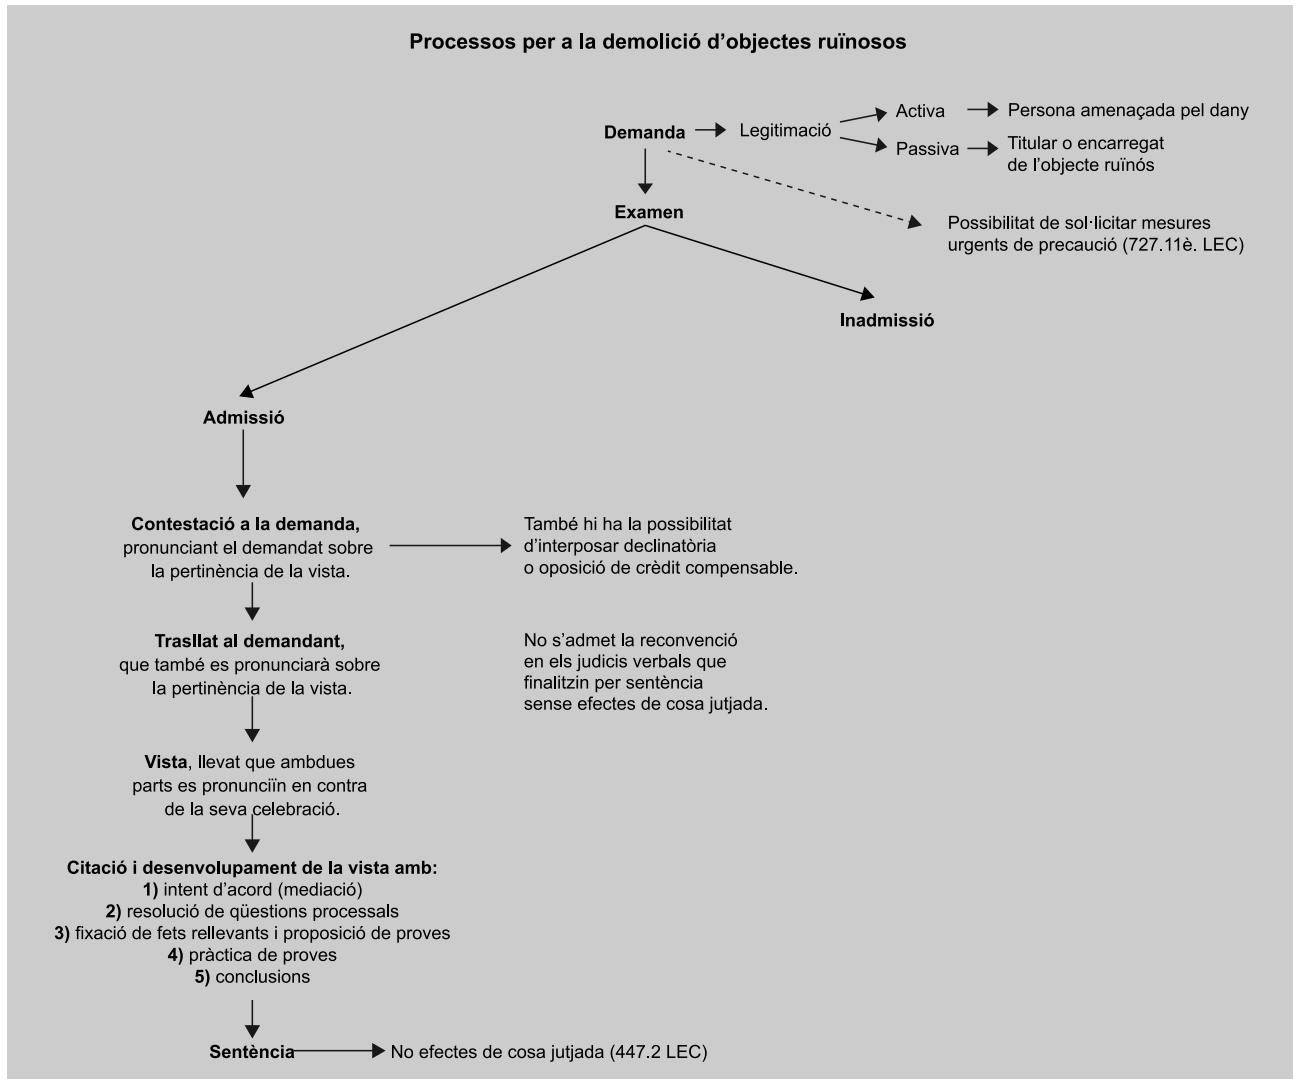 Processos per a la demolició d’objectes ruïnosos
Demanda
Legitimació
Activa
Persona amenaçada pel dany
Passiva
Titular o encarregat
de l’objecte ruïnós
Examen
Possibilitat de sol·licitar mesures
urgents de precaució (727.11è. LEC)
Inadmissió
Admissió
Contestació a la demanda,
pronunciant el demandat sobre
la pertinència de la vista.
També hi ha la possibilitat
d’interposar declinatòria
o oposició de crèdit compensable.
Trasllat al demandant,
que també es pronunciarà sobre
la pertinència de la vista.
No s’admet la reconvenció
en els judicis verbals que
finalitzin per sentència
sense efectes de cosa jutjada.
Vista, llevat que ambdues
parts es pronunciïn en contra
de la seva celebració.
Citació i desenvolupament de la vista amb:
1) intent d’acord (mediació)
2) resolució de qüestions processals
3) fixació de fets rellevants i proposició de proves
4) pràctica de proves
5) conclusions
Sentència
No efectes de cosa jutjada (447.2 LEC)